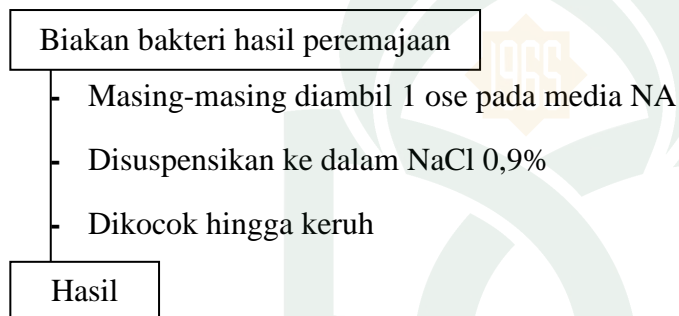 Biakan bakteri hasil peremajaan
- Masing-masing diambil 1 ose pada media NA
- Disuspensikan ke dalam NaCl 0,9%
- Dikocok hingga keruh
Hasil
1965